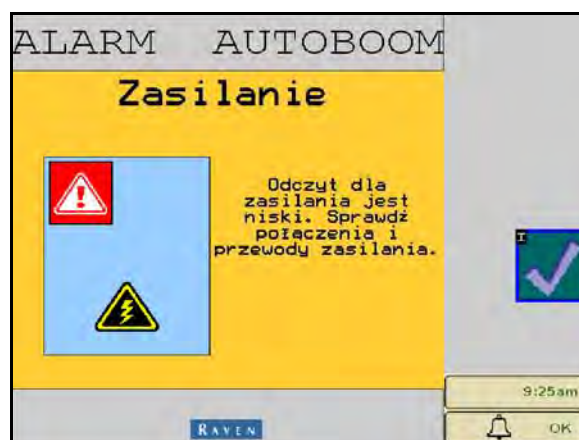 ALARM AUTOBOOM
Zasilanie
Odczyt dla
zasilania jest
niski. Sprawdź
połączenia i
przewody zasilania.
I
9:25am
RAVEN
OK